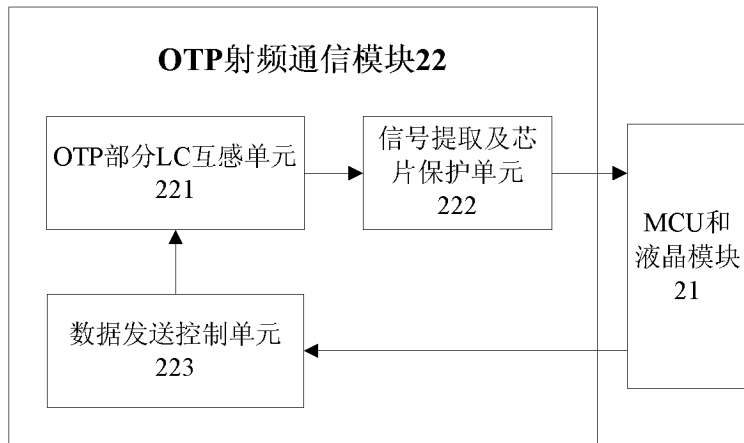 OTP射频通信模块22
OTP部分LC互感单元
221
信号提取及芯
片保护单元
222
MCU和
液晶模块
21
数据发送控制单元
223